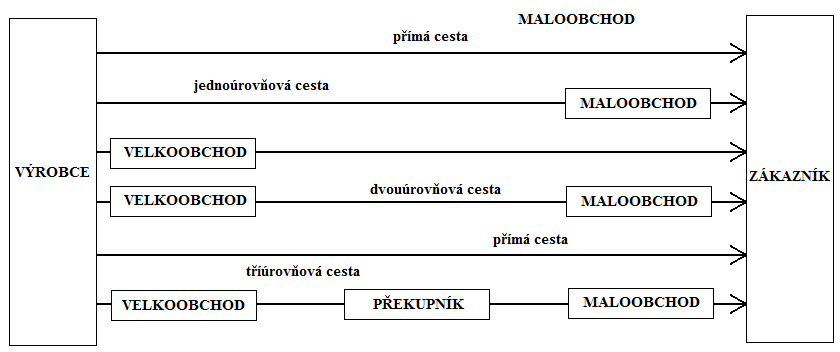 MALOOBCHOD
přímá cesta
jednoúrovňová cesta
MALOOBCHOD
VELKOOBCHOD
VÝROBCE
ZÁKAZNÍK
dvouúrovňová cesta
VELKOOBCHOD
MALOOBCHOD
přímá cesta
tříúrovňová cesta
VELKOOBCHOD
PŘEKUPNÍK
MALOOBCHOD